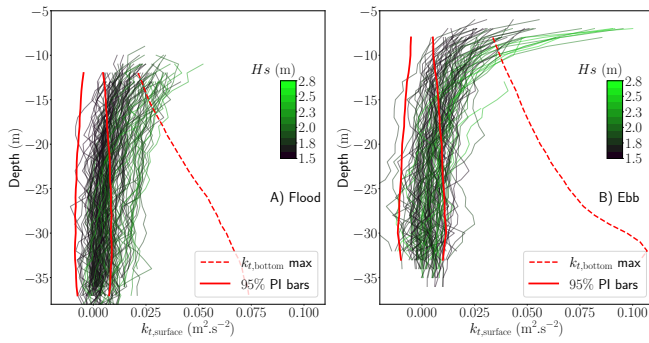 −5
−10
−15
−20
−25
−30
−35
Depth (m)
0.000 0.025 0.050 0.075 0.100
k_{t,surface} (m².s⁻²)
Hs (m)
2.8
2.5
2.3
2.0
1.8
1.5
A) Flood
k_{t,bottom} max
95% PI bars
−5
−10
−15
−20
−25
−30
−35
Depth (m)
0.000 0.025 0.050 0.075 0.100
k_{t,surface} (m².s⁻²)
Hs (m)
2.8
2.5
2.3
2.0
1.8
1.5
B) Ebb
k_{t,bottom} max
95% PI bars